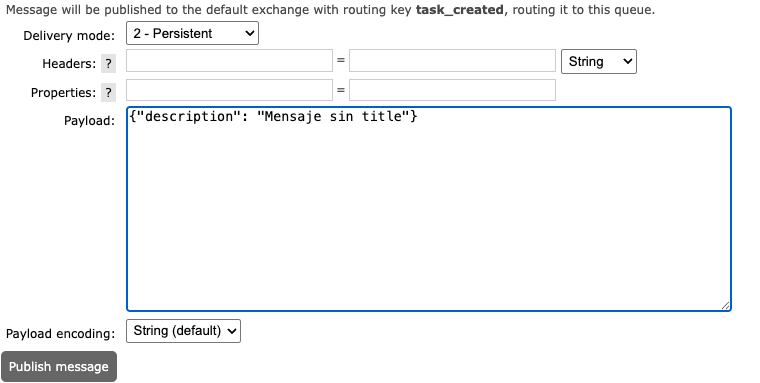 Message will be published to the default exchange with routing key task_created, routing it to this queue.
Delivery mode: 2 - Persistent
Headers: ? = String
Properties: ? =
Payload: {"description": "Mensaje sin title"}
Payload encoding: String (default)
Publish message